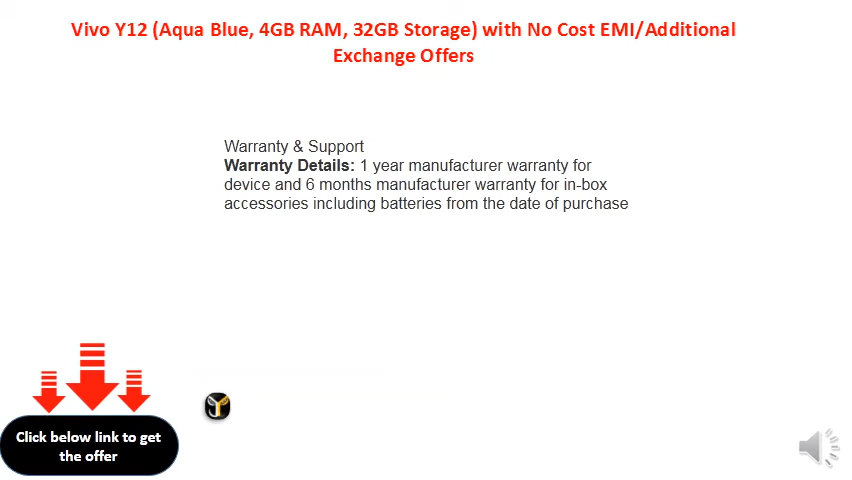 Vivo Y12 (Aqua Blue, 4GB RAM, 32GB Storage) with No Cost EMI/Additional
Exchange Offers
Warranty & Support
Warranty Details: 1 year manufacturer warranty for
device and 6 months manufacturer warranty for in-box
accessories including batteries from the date of purchase
Click below link to get
the offer